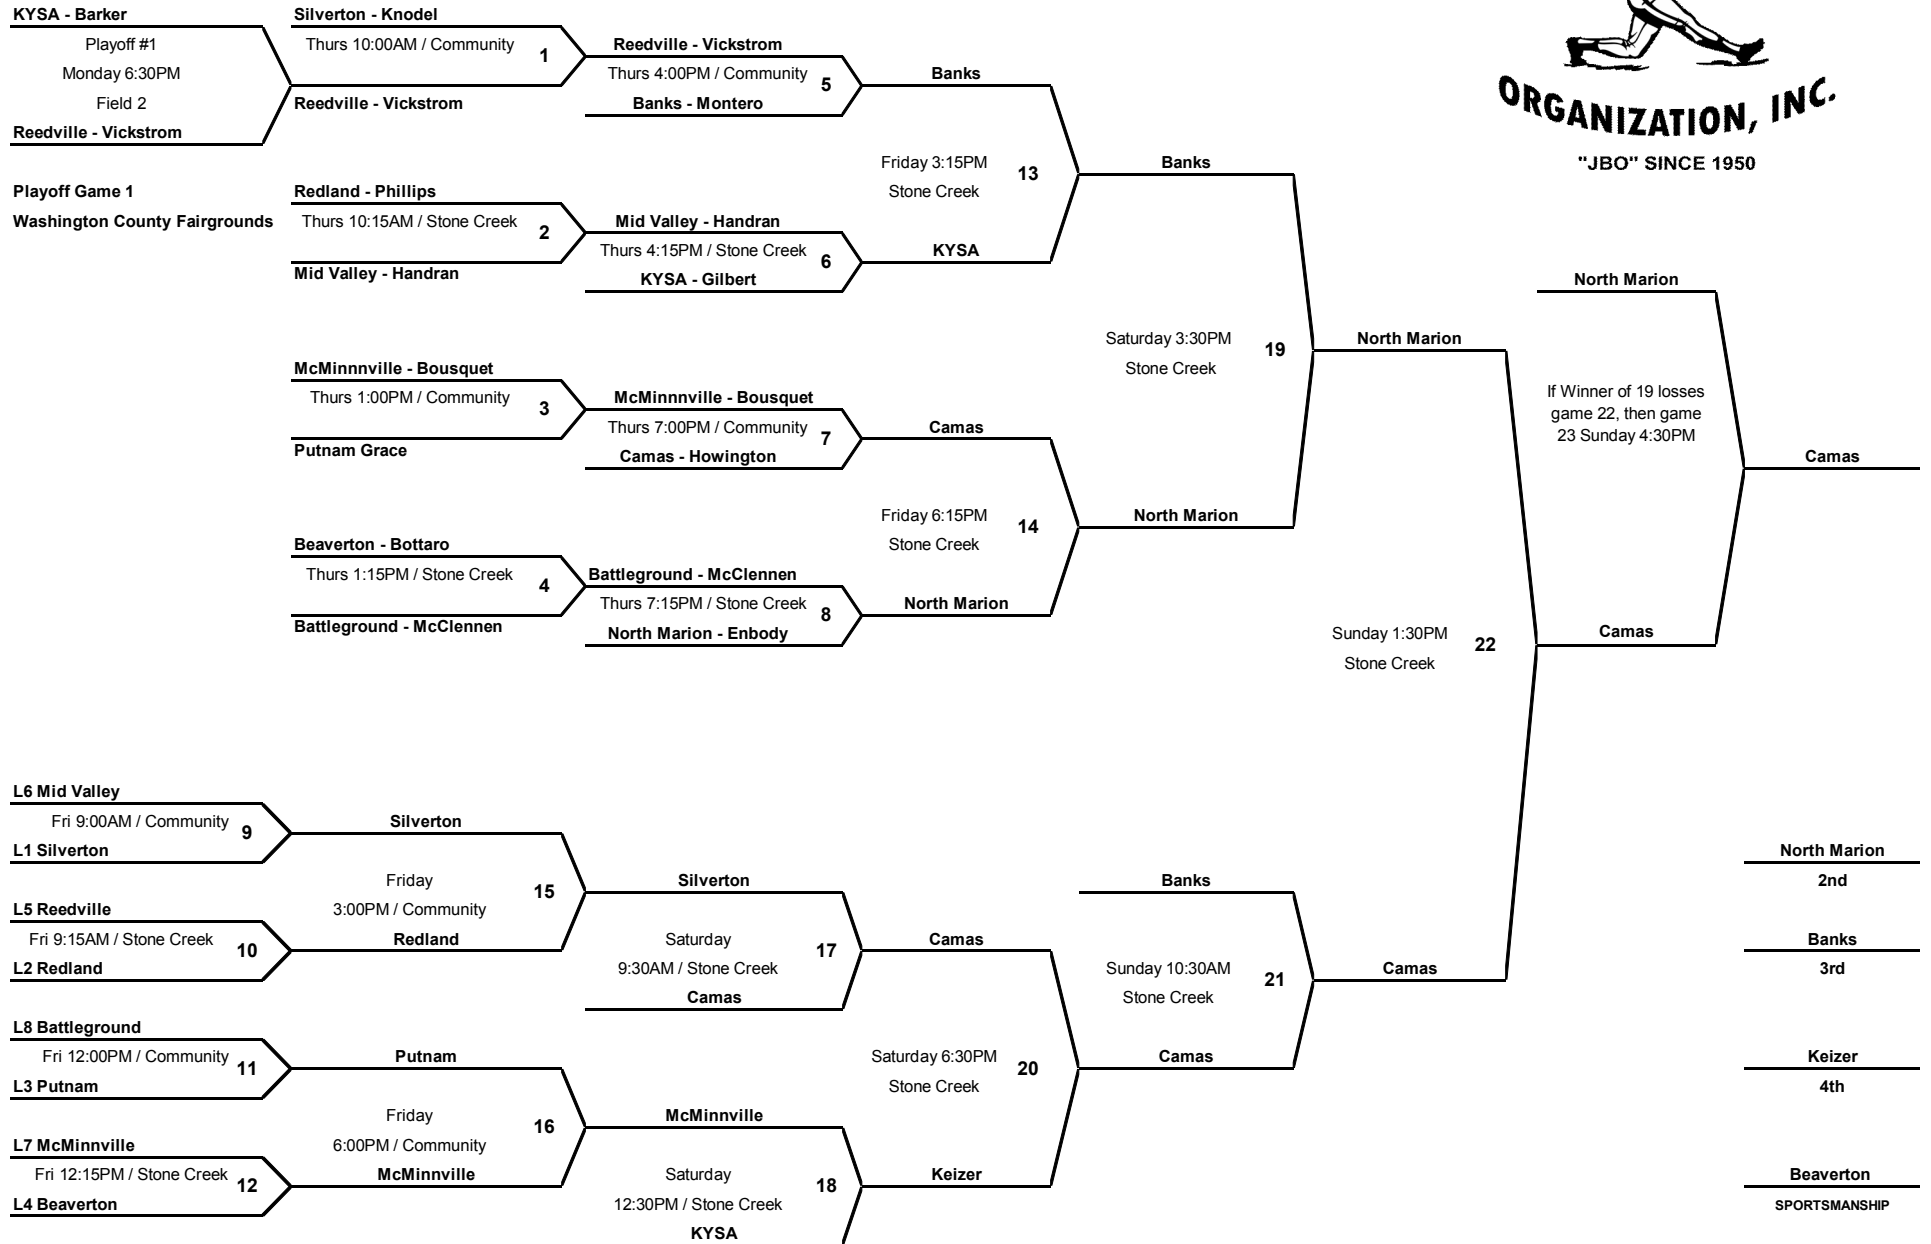 KYSA - Barker
Playoff #1
Monday 6:30PM
Field 2
Reedville - Vickstrom
Playoff Game 1
Washington County Fairgrounds
Silverton - Knodel
Thurs 10:00AM / Community
1
Reedville - Vickstrom
Redland - Phillips
Thurs 10:15AM / Stone Creek
2
Mid Valley - Handran
McMinnnville - Bousquet
Thurs 1:00PM / Community
3
Putnam Grace
Beaverton - Bottaro
Thurs 1:15PM / Stone Creek
4
Battleground - McClennen
Reedville - Vickstrom
Thurs 4:00PM / Community
5
Banks - Montero
Mid Valley - Handran
Thurs 4:15PM / Stone Creek
6
KYSA - Gilbert
McMinnnville - Bousquet
Thurs 7:00PM / Community
7
Camas - Howington
Battleground - McClennen
Thurs 7:15PM / Stone Creek
8
North Marion - Enbody
Banks
Friday 3:15PM
Stone Creek
13
KYSA
Camas
Friday 6:15PM
Stone Creek
14
North Marion
Banks
Saturday 3:30PM
Stone Creek
19
North Marion
North Marion
Sunday 1:30PM
Stone Creek
22
ORGANIZATION, INC.
"JBO" SINCE 1950
North Marion
If Winner of 19 losses
game 22, then game
23 Sunday 4:30PM
Camas
Camas
L6 Mid Valley
Fri 9:00AM / Community
9
L1 Silverton
L5 Reedville
Fri 9:15AM / Stone Creek
10
L2 Redland
L8 Battleground
Fri 12:00PM / Community
11
L3 Putnam
L7 McMinnville
Fri 12:15PM / Stone Creek
12
L4 Beaverton
Silverton
Friday
3:00PM / Community
15
Redland
Putnam
Friday
6:00PM / Community
16
McMinnville
Silverton
Saturday
9:30AM / Stone Creek
17
Camas
McMinnville
Saturday
12:30PM / Stone Creek
18
KYSA
Camas
Saturday 6:30PM
Stone Creek
20
Keizer
Banks
Sunday 10:30AM
Stone Creek
21
Camas
Camas
North Marion
2nd
Banks
3rd
Keizer
4th
Beaverton
SPORTSMANSHIP